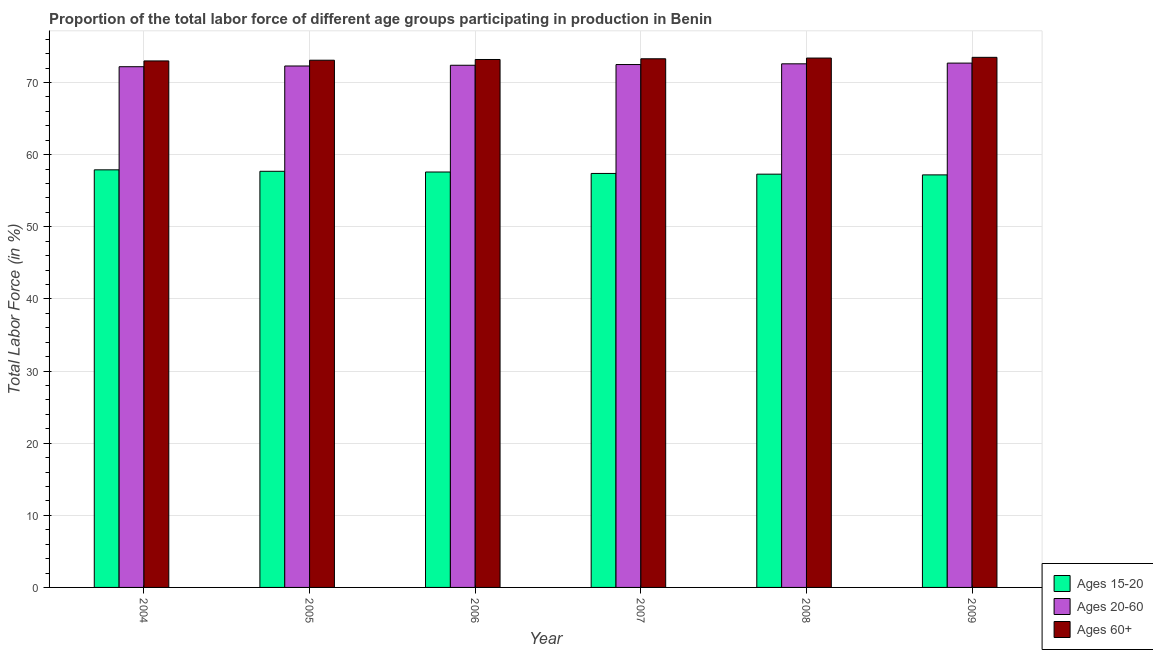 Proportion of the total labor force of different age groups participating in production in Benin
Total Labor Force (in %)
70
60
50
40
30
20
10
0
2004
2005
2006
2007
2008
2009
Year
Ages 15-20
Ages 20-60
Ages 60+